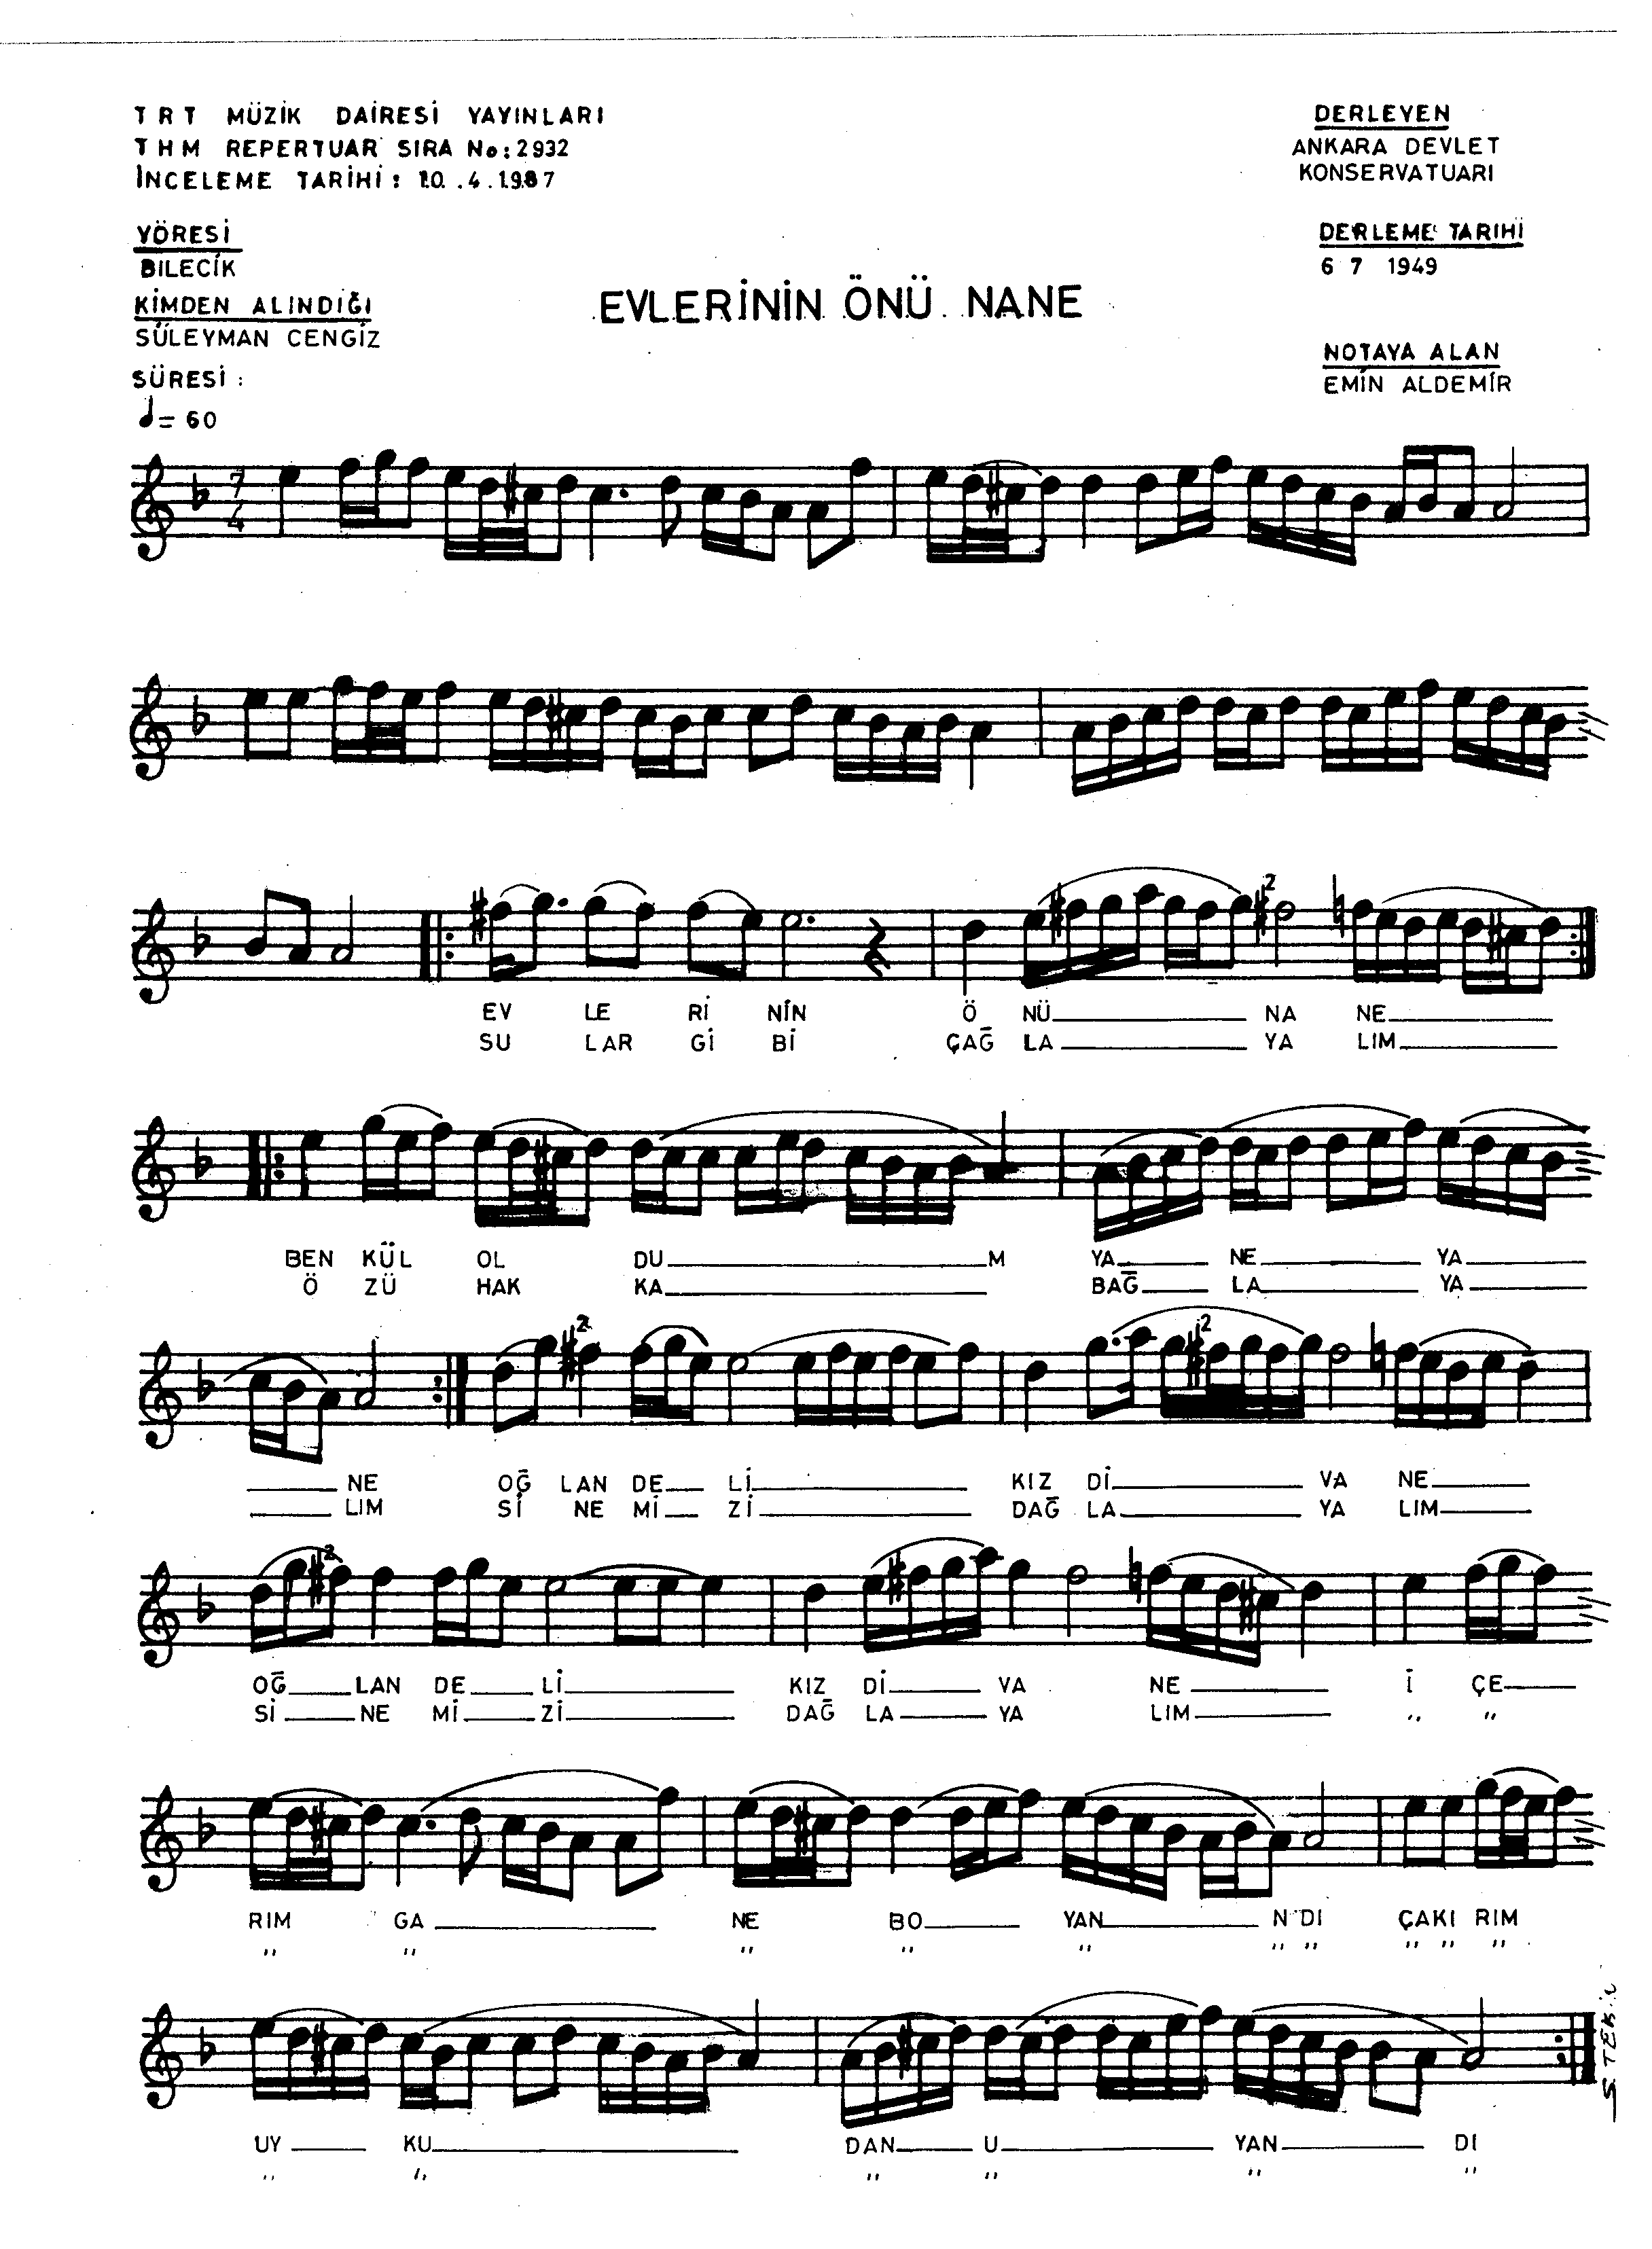 TRT MÜZİK DAİRESİ YAYINLARI
THM REPERTUAR SIRA No: 2932
İNCELEME TARİHİ: 10.4.1987
DERLEYEN
ANKARA DEVLET
KONSERVATUARI
YÖRESİ
BİLECİK
DERLEME TARİHİ
6 7 1949
KİMDEN ALINDIĞI
SÜLEYMAN CENGİZ
EVLERİNİN ÖNÜ NANE
NOTAYA ALAN
EMİN ALDEMİR
SÜRESİ:
= 60
7
4
2
EV LE Rİ NİN Ö NÜ NA NE
SU LAR Gİ Bİ ÇAĞ LA YA LIM
BEN KÜL OL DU M YA NE YA
Ö ZÜ HAK KA BAĞ LA YA
2 2
NE OĞ LAN DE Lİ KIZ Dİ VA NE
LIM Sİ NE Mİ Zİ DAĞ LA YA LIM
2
OĞ LAN DE Lİ KIZ Dİ VA NE İ ÇE
Sİ NE Mİ Zİ DAĞ LA YA LIM " "
RIM GA NE BO YAN N DI ÇAKI RIM
" " " " " " " " " "
UY KU DAN U YAN DI
" " " " " "